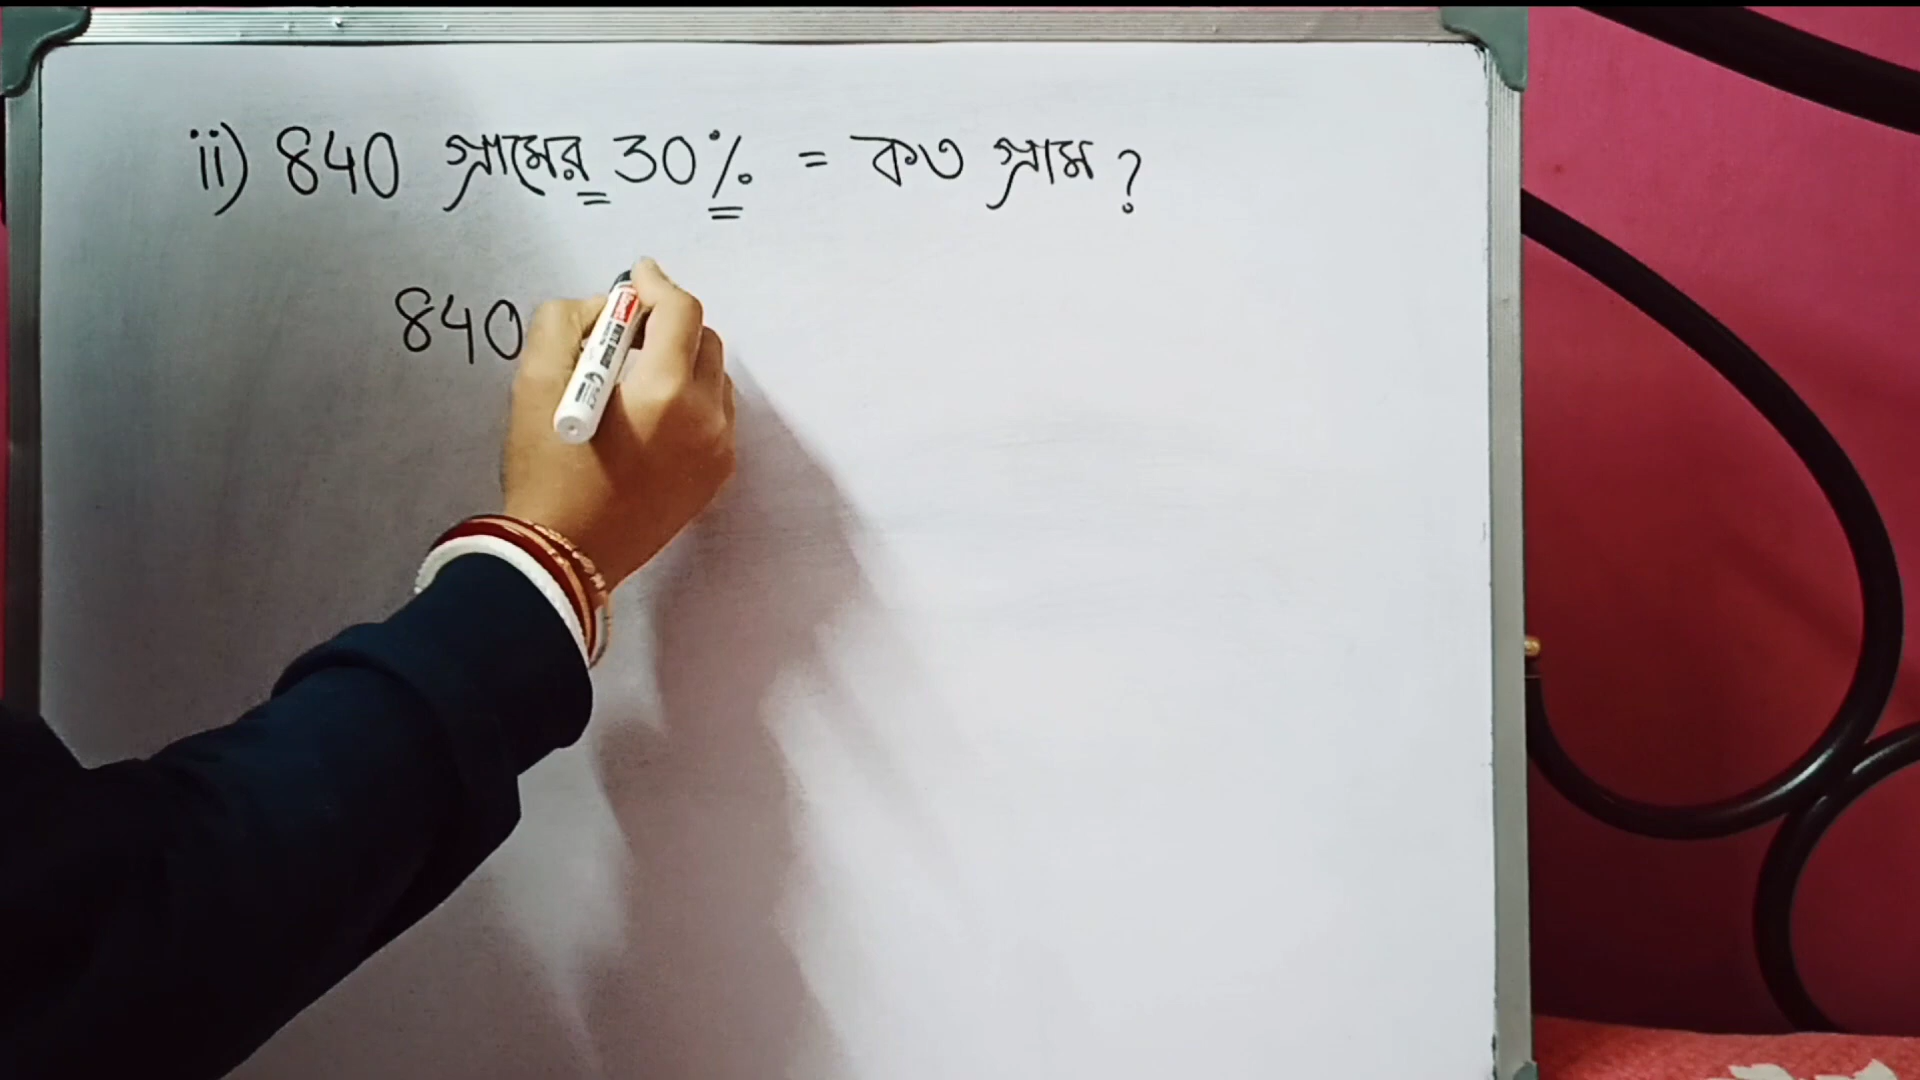 ii) 840 গ্রামের 30% = কত গ্রাম ?
840